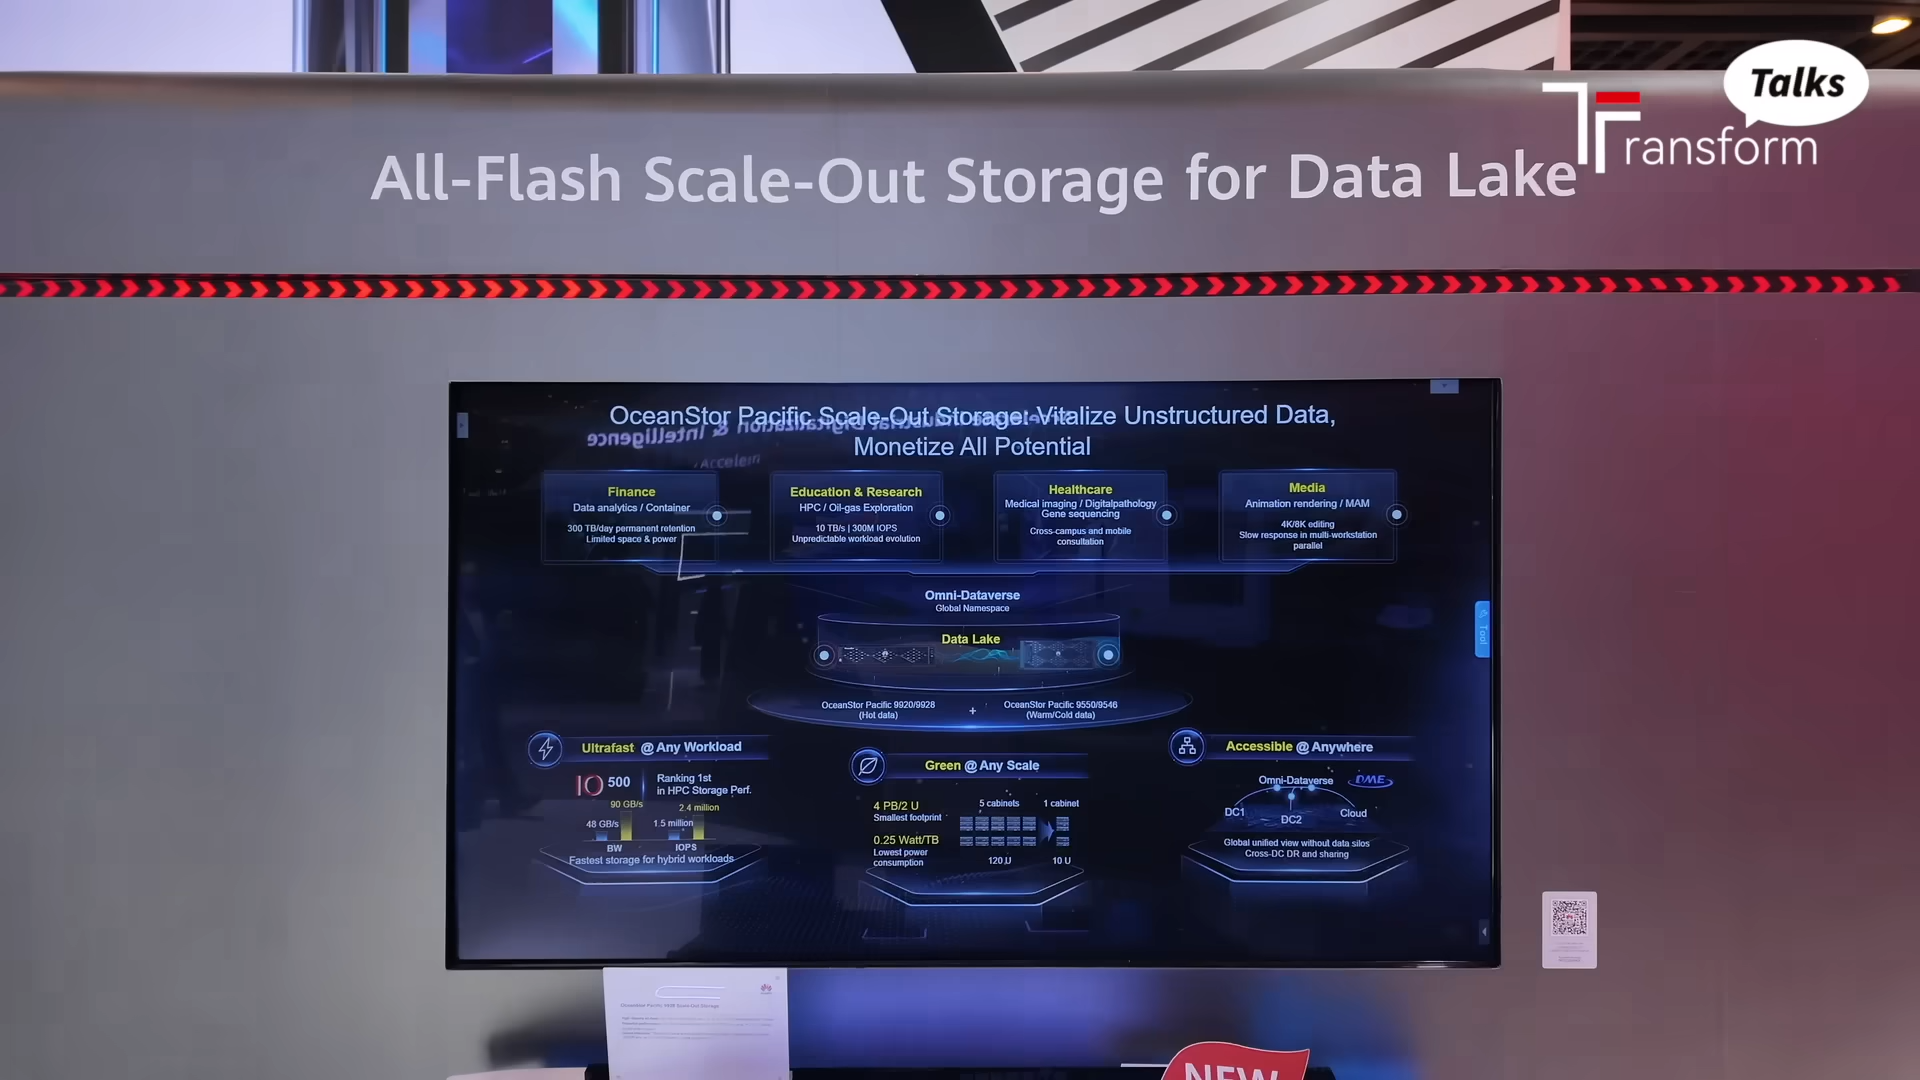 Talks
Transform
All-Flash Scale-Out Storage for Data Lake
OceanStor Pacific Scale-Out Storage: Vitalize Unstructured Data,
Monetize All Potential
Finance
Data analytics / Container
300 TB/day permanent retention
Limited space & power
Education & Research
HPC / Oil-gas Exploration
10 TB/s | 300M IOPS
Unpredictable workload evolution
Healthcare
Medical imaging / Digitalpathology
Gene sequencing
Cross-campus and mobile
consultation
Media
Animation rendering / MAM
4K/8K editing
Slow response in multi-workstation
parallel
Omni-Dataverse
Global Namespace
Data Lake
OceanStor Pacific 9920/9928
(Hot data)
+
OceanStor Pacific 9550/9546
(Warm/Cold data)
Ultrafast @ Any Workload
IO 500
Ranking 1st
in HPC Storage Perf.
90 GB/s
2.4 million
48 GB/s
1.5 million
BW
IOPS
Fastest storage for hybrid workloads
Green @ Any Scale
4 PB/2 U
Smallest footprint
0.25 Watt/TB
Lowest power
consumption
5 cabinets
1 cabinet
120 U
10 U
Accessible @ Anywhere
Omni-Dataverse
DME
DC1
DC2
Cloud
Global unified view without data silos
Cross-DC DR and sharing
Tool
NEW